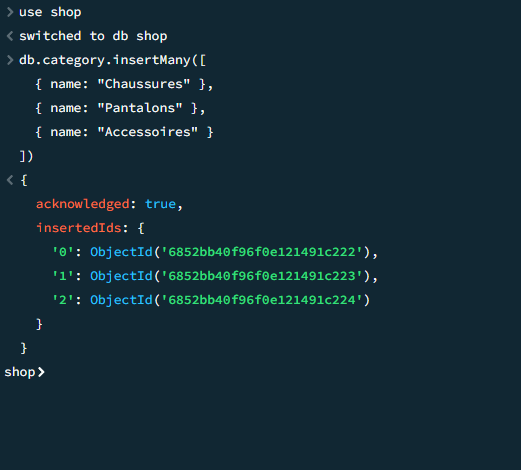 use shop
switched to db shop
db.category.insertMany([
{ name: "Chaussures" },
{ name: "Pantalons" },
{ name: "Accessoires" }
])
{
acknowledged: true,
insertedIds: {
'0': ObjectId('6852bb40f96f0e121491c222'),
'1': ObjectId('6852bb40f96f0e121491c223'),
'2': ObjectId('6852bb40f96f0e121491c224')
}
}
shop>